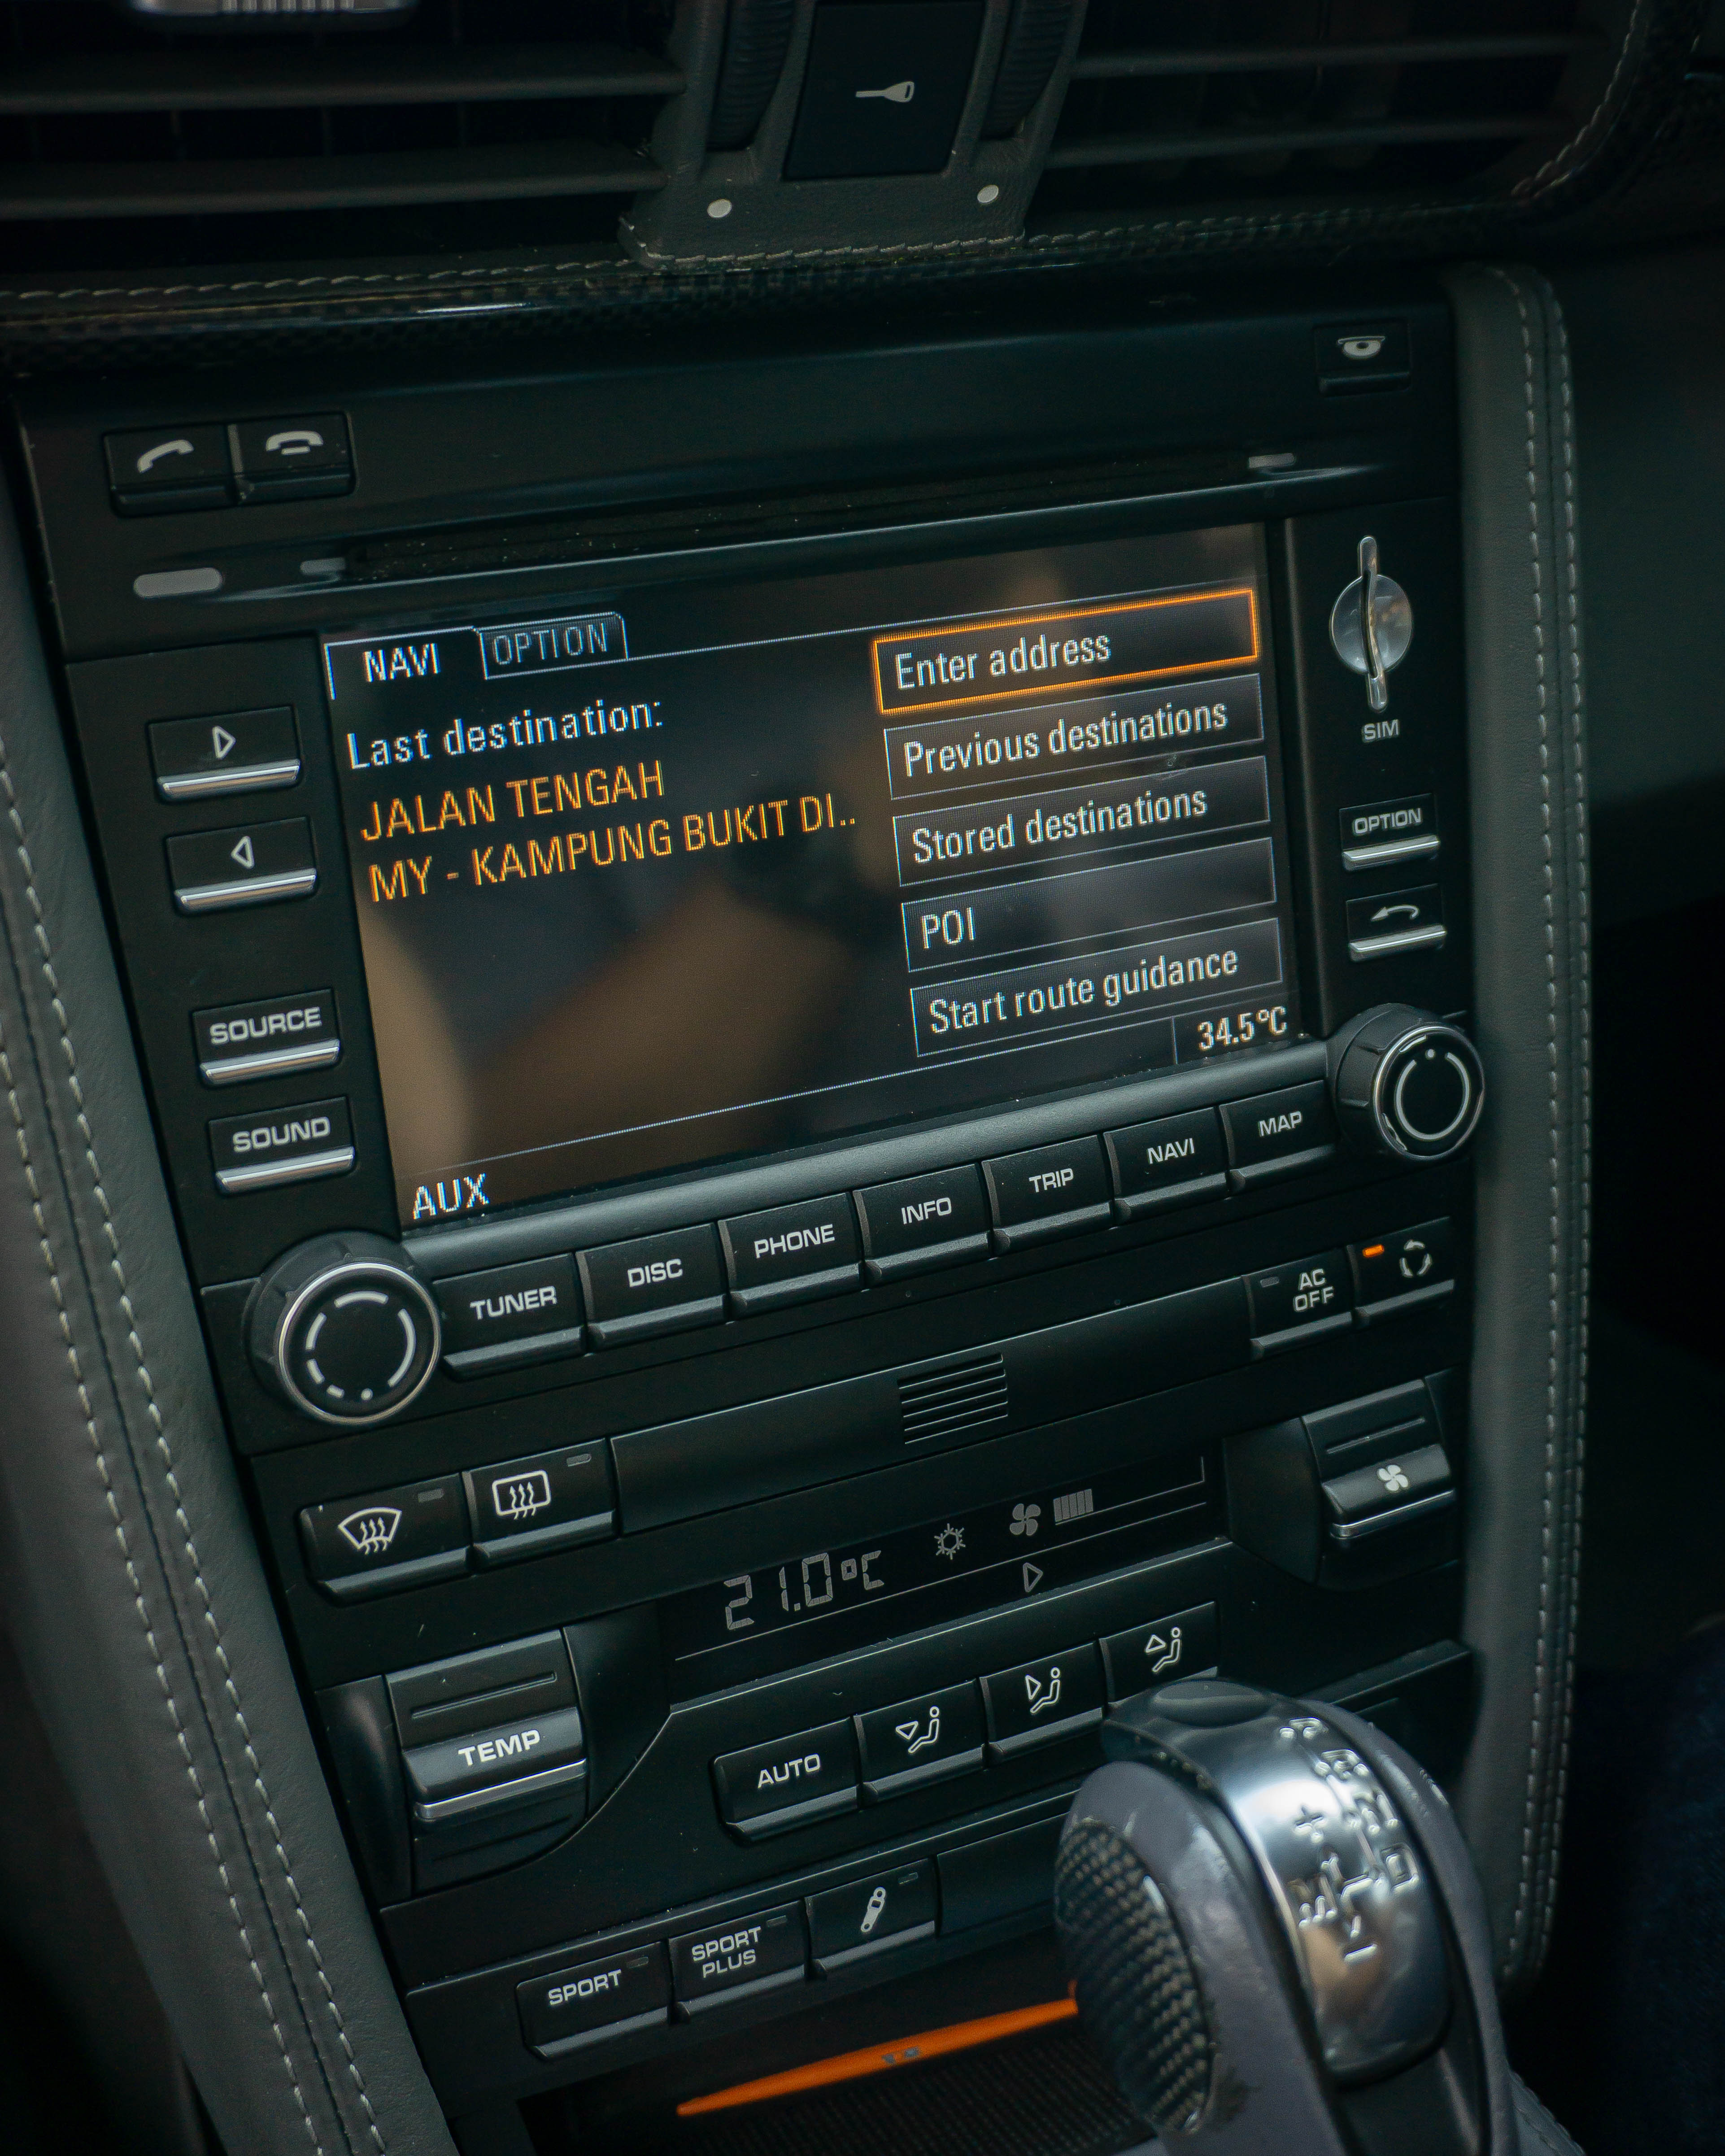 NAVI OPTION
Last destination:
JALAN TENGAH
MY - KAMPUNG BUKIT DI..
Enter address
Previous destinations
Stored destinations
POI
Start route guidance
34.5°C
AUX
SIM
OPTION
SOURCE
SOUND
TUNER DISC PHONE INFO TRIP NAVI MAP
AC
OFF
21.0°C
TEMP
AUTO
SPORT
SPORT
PLUS
P
R
N
D
+
M
-